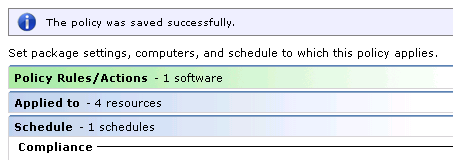 The policy was saved successfully.
Set package settings, computers, and schedule to which this policy applies.
Policy Rules/Actions - 1 software
Applied to - 4 resources
Schedule - 1 schedules
Compliance